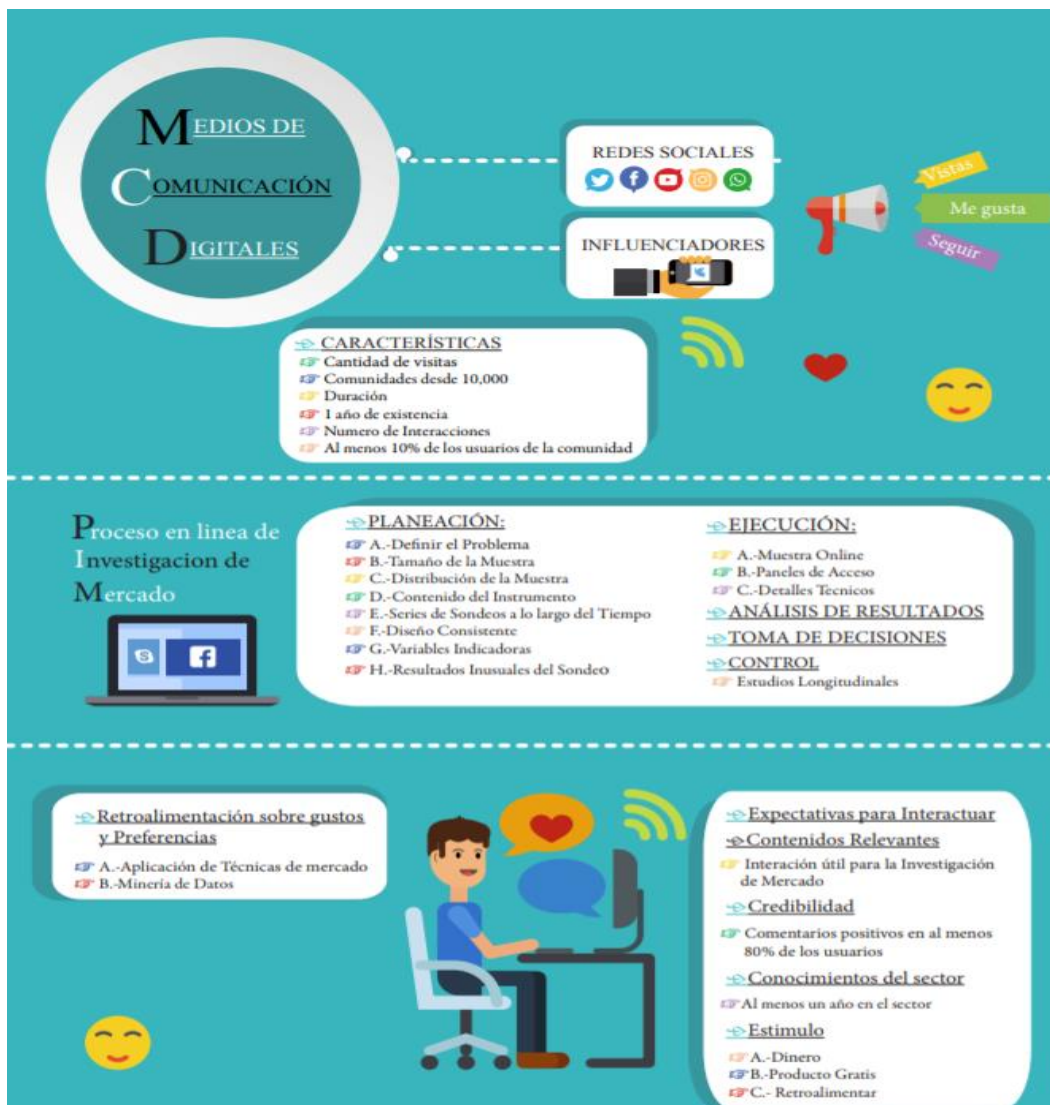 MEDIOS DE
COMUNICACIÓN
DIGITALES
REDES SOCIALES
INFLUENCIADORES
Vistas
Me gusta
Seguir
CARACTERÍSTICAS
Cantidad de visitas
Comunidades desde 10,000
Duración
1 año de existencia
Numero de Interacciones
Al menos 10% de los usuarios de la comunidad
Proceso en linea de
Investigacion de
Mercado
PLANEACIÓN:
A.-Definir el Problema
B.-Tamaño de la Muestra
C.-Distribución de la Muestra
D.-Contenido del Instrumento
E.-Series de Sondeos a lo largo del Tiempo
F.-Diseño Consistente
G.-Variables Indicadoras
H.-Resultados Inusuales del Sondeo
EJECUCIÓN:
A.-Muestra Online
B.-Paneles de Acceso
C.-Detalles Tecnicos
ANÁLISIS DE RESULTADOS
TOMA DE DECISIONES
CONTROL
Estudios Longitudinales
Retroalimentación sobre gustos
y Preferencias
A.-Aplicación de Técnicas de mercado
B.-Minería de Datos
Expectativas para Interactuar
Contenidos Relevantes
Interación útil para la Investigación
de Mercado
Credibilidad
Comentarios positivos en al menos
80% de los usuarios
Conocimientos del sector
Al menos un año en el sector
Estimulo
A.-Dinero
B.-Producto Gratis
C.- Retroalimentar